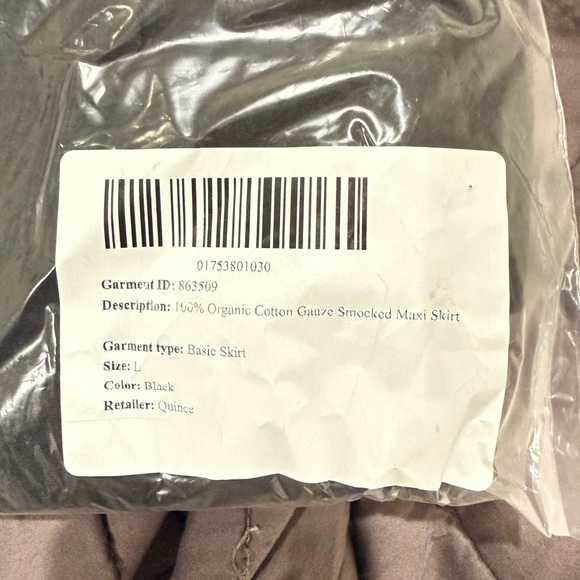 01753801030
Garment ID: 863509
Description: 100% Organic Cotton Gauze Smocked Maxi Skirt
Garment type: Basic Skirt
Size: L
Color: Black
Retailer: Quince